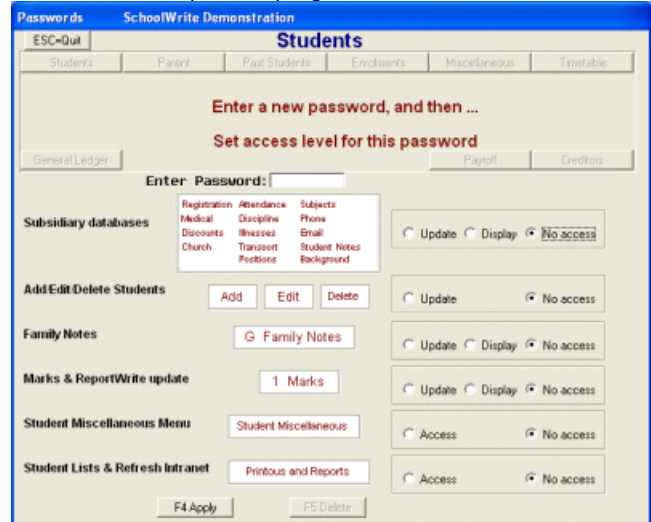 Passwords SchoolWrite Demonstration
ESC-Quit Students
Students Parent Past Students Enrolments Miscellaneous Timetable
Enter a new password, and then ...
Set access level for this password
General Ledger Payroll Creditors
Enter Password:
Subsidiary databases
Registration Attendance Subjects
Medical Discipline Phone
Discounts Illnesses Email
Church Transport Student Notes
Positions Background
Update Display No access
Add/Edit/Delete Students Add Edit Delete Update No access
Family Notes G Family Notes Update Display No access
Marks & ReportWrite update 1 Marks Update Display No access
Student Miscellaneous Menu Student Miscellaneous Access No access
Student Lists & Refresh Intranet Printous and Reports Access No access
F4 Apply F5 Delete